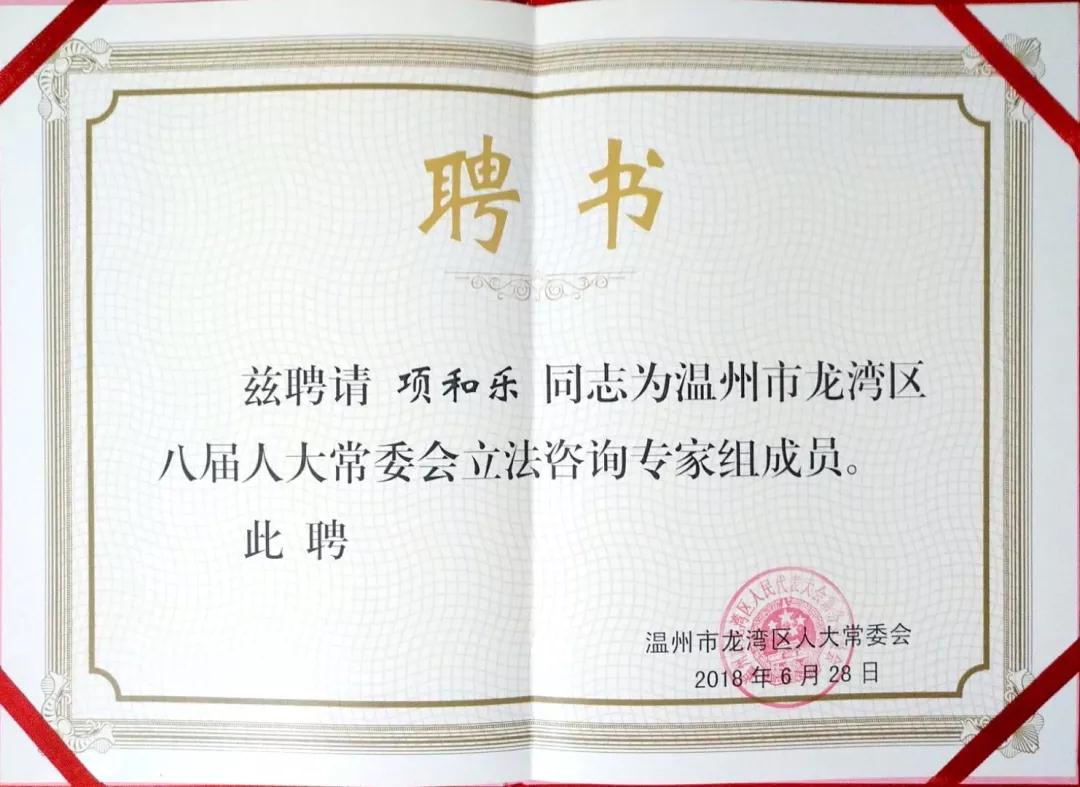 聘书
兹聘请 项和乐 同志为温州市龙湾区
八届人大常委会立法咨询专家组成员。
此聘
温州市龙湾区人大常委会
2018年6月28日